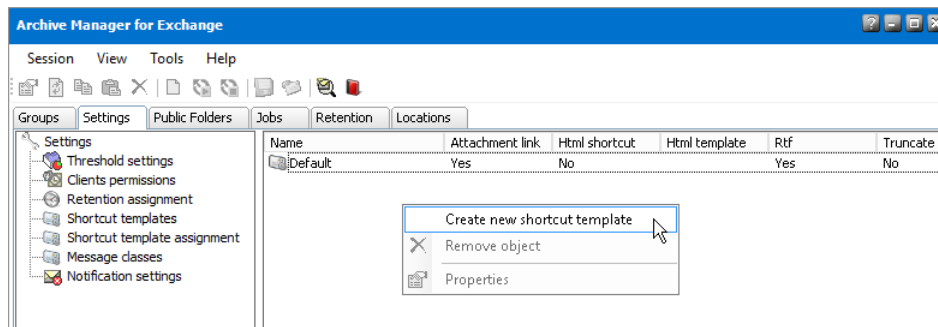 Archive Manager for Exchange
Session View Tools Help
Groups Settings Public Folders Jobs Retention Locations
Settings
Threshold settings
Clients permissions
Retention assignment
Shortcut templates
Shortcut template assignment
Message classes
Notification settings
Name Attachment link Html shortcut Html template Rtf Truncate
Default Yes No Yes No
Create new shortcut template
Remove object
Properties